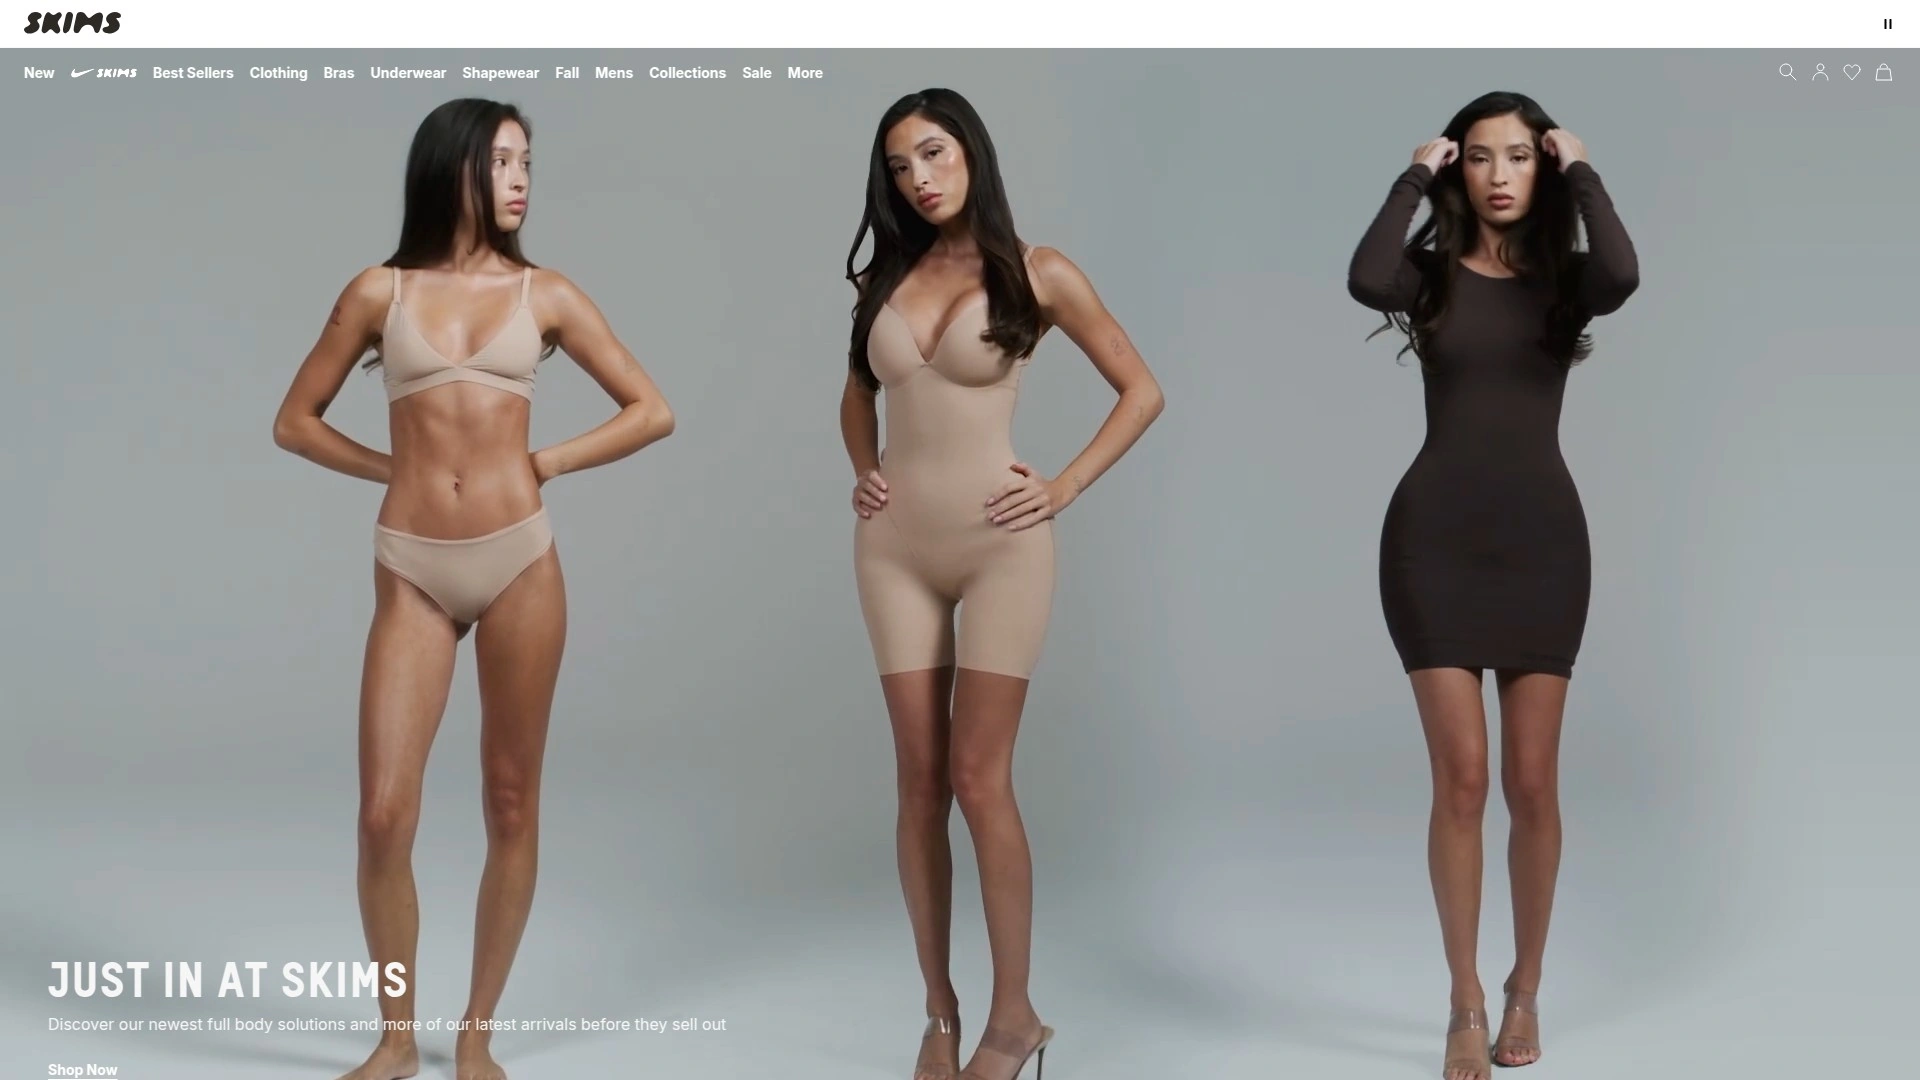 SKIMS
New SKIMS Best Sellers Clothing Bras Underwear Shapewear Fall Mens Collections Sale More
JUST IN AT SKIMS
Discover our newest full body solutions and more of our latest arrivals before they sell out
Shop Now